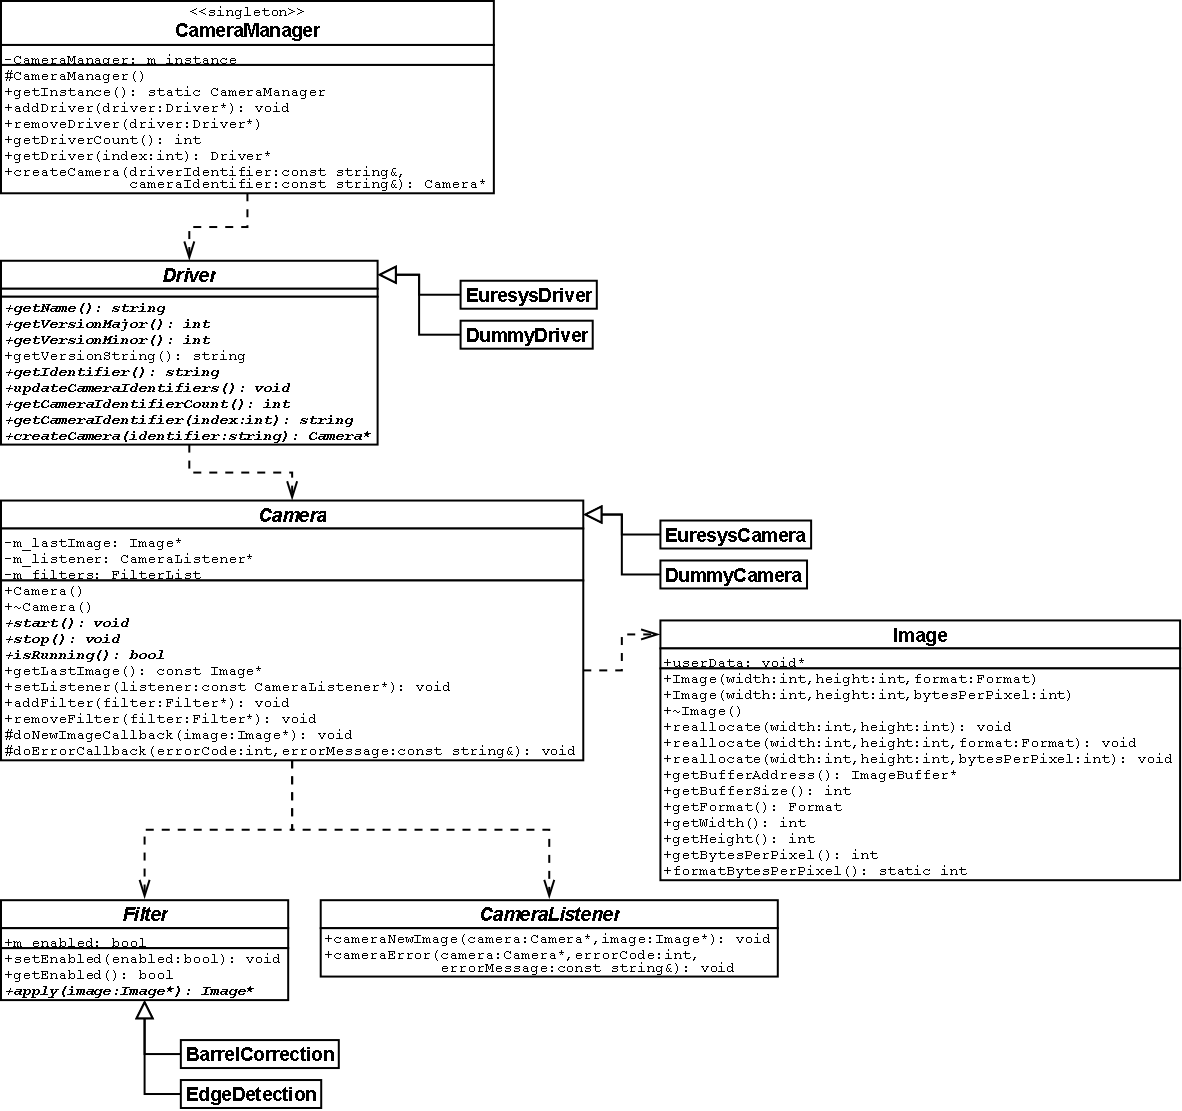 <<singleton>>
CameraManager
-CameraManager: m_instance
#CameraManager()
+getInstance(): static CameraManager
+addDriver(driver:Driver*): void
+removeDriver(driver:Driver*)
+getDriverCount(): int
+getDriver(index:int): Driver*
+createCamera(driverIdentifier:const string&,
cameraIdentifier:const string&): Camera*
Driver
+getName(): string
+getVersionMajor(): int
+getVersionMinor(): int
+getVersionString(): string
+getIdentifier(): string
+updateCameraIdentifiers(): void
+getCameraIdentifierCount(): int
+getCameraIdentifier(index:int): string
+createCamera(identifier:string): Camera*
EuresysDriver
DummyDriver
Camera
-m_lastImage: Image*
-m_listener: CameraListener*
-m_filters: FilterList
+Camera()
+~Camera()
+start(): void
+stop(): void
+isRunning(): bool
+getLastImage(): const Image*
+setListener(listener:const CameraListener*): void
+addFilter(filter:Filter*): void
+removeFilter(filter:Filter*): void
#doNewImageCallback(image:Image*): void
#doErrorCallback(errorCode:int,errorMessage:const string&): void
EuresysCamera
DummyCamera
Image
+userData: void*
+Image(width:int,height:int,format:Format)
+Image(width:int,height:int,bytesPerPixel:int)
+~Image()
+reallocate(width:int,height:int): void
+reallocate(width:int,height:int,format:Format): void
+reallocate(width:int,height:int,bytesPerPixel:int): void
+getBufferAddress(): ImageBuffer*
+getBufferSize(): int
+getFormat(): Format
+getWidth(): int
+getHeight(): int
+getBytesPerPixel(): int
+formatBytesPerPixel(): static int
Filter
+m_enabled: bool
+setEnabled(enabled:bool): void
+getEnabled(): bool
+apply(image:Image*): Image*
CameraListener
+cameraNewImage(camera:Camera*,image:Image*): void
+cameraError(camera:Camera*,errorCode:int,
errorMessage:const string&): void
BarrelCorrection
EdgeDetection